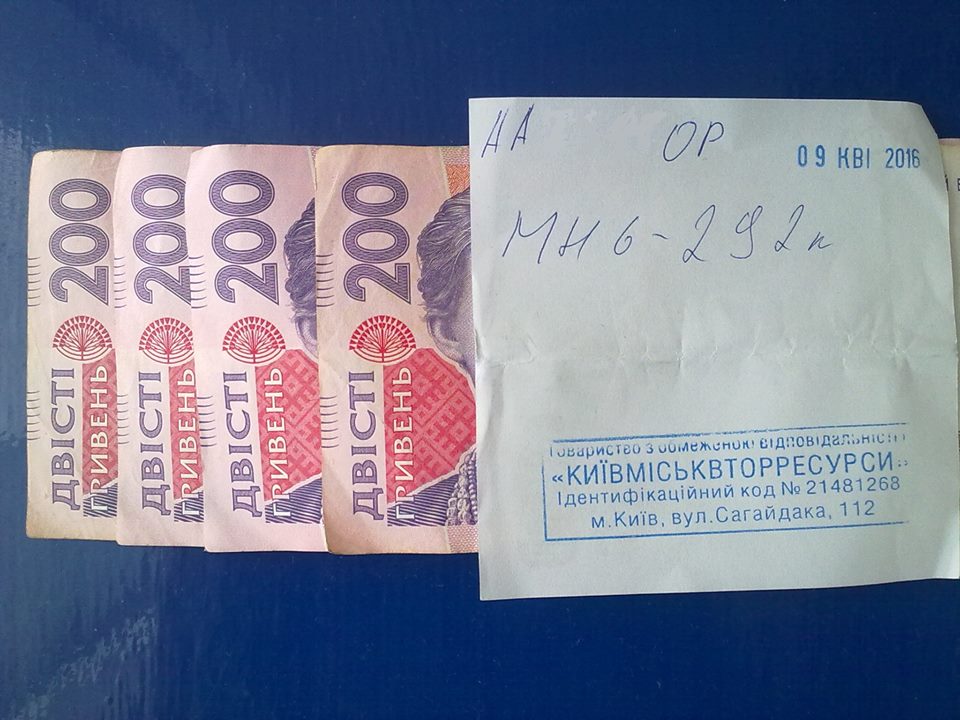 200
ДВІСТІ
ГРИВЕНЬ
200
ДВІСТІ
ГРИВЕНЬ
200
ДВІСТІ
ГРИВЕНЬ
200
ДВІСТІ
ГРИВЕНЬ
АА ОР
09 КВІ 2016
МН6-292п
Товариство з обмеженою відповідальністю
«КИЇВМІСЬКВТОРРЕСУРСИ»
Ідентифікаційний код № 21481268
м.Київ, вул.Сагайдака, 112